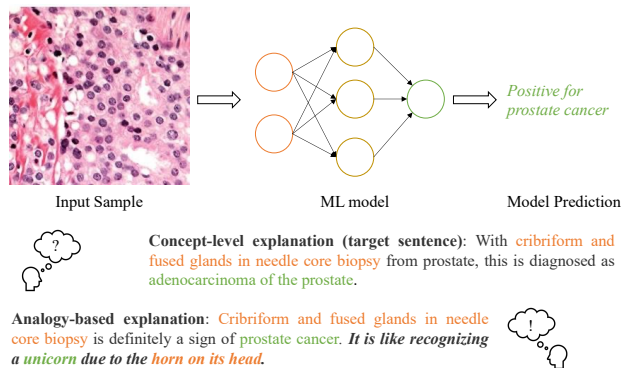 Positive for
prostate cancer
Input Sample
ML model
Model Prediction
?
Concept-level explanation (target sentence): With cribriform and
fused glands in needle core biopsy from prostate, this is diagnosed as
adenocarcinoma of the prostate.
Analogy-based explanation: Cribriform and fused glands in needle
core biopsy is definitely a sign of prostate cancer. It is like recognizing
a unicorn due to the horn on its head.
!